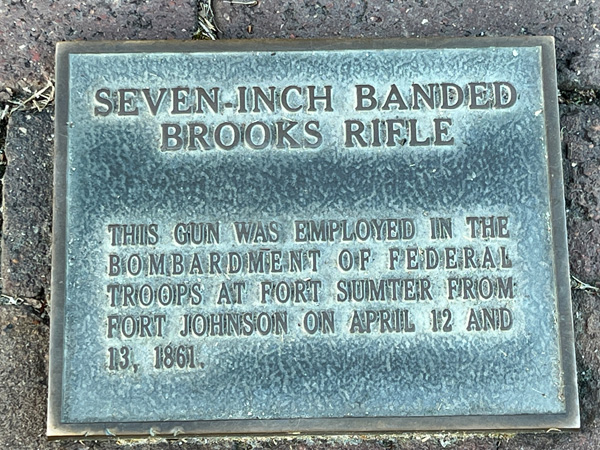 SEVEN-INCH BANDED
BROOKS RIFLE
THIS GUN WAS EMPLOYED IN THE
BOMBARDMENT OF FEDERAL
TROOPS AT FORT SUMTER FROM
FORT JOHNSON ON APRIL 12 AND
13, 1861.